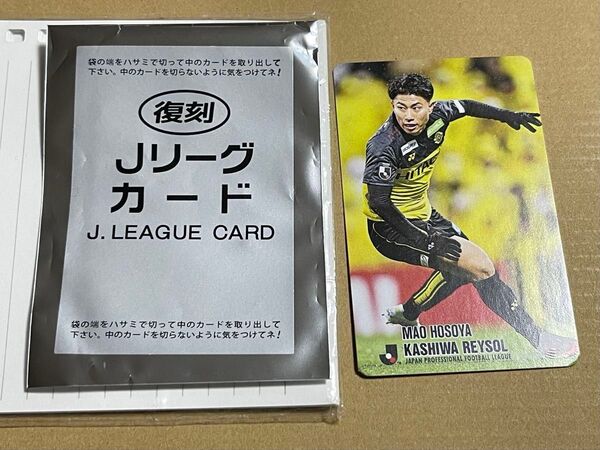 袋の端をハサミで切って中のカードを取り出して
下さい。中のカードを切らないように気をつけてネ!
復刻
Jリーグ
カード
J. LEAGUE CARD
袋の端をハサミで切って中のカードを取り出して
下さい。中のカードを切らないように気をつけてネ!
HITACHI
MAO HOSOYA
KASHIWA REYSOL
JAPAN PROFESSIONAL FOOTBALL LEAGUE